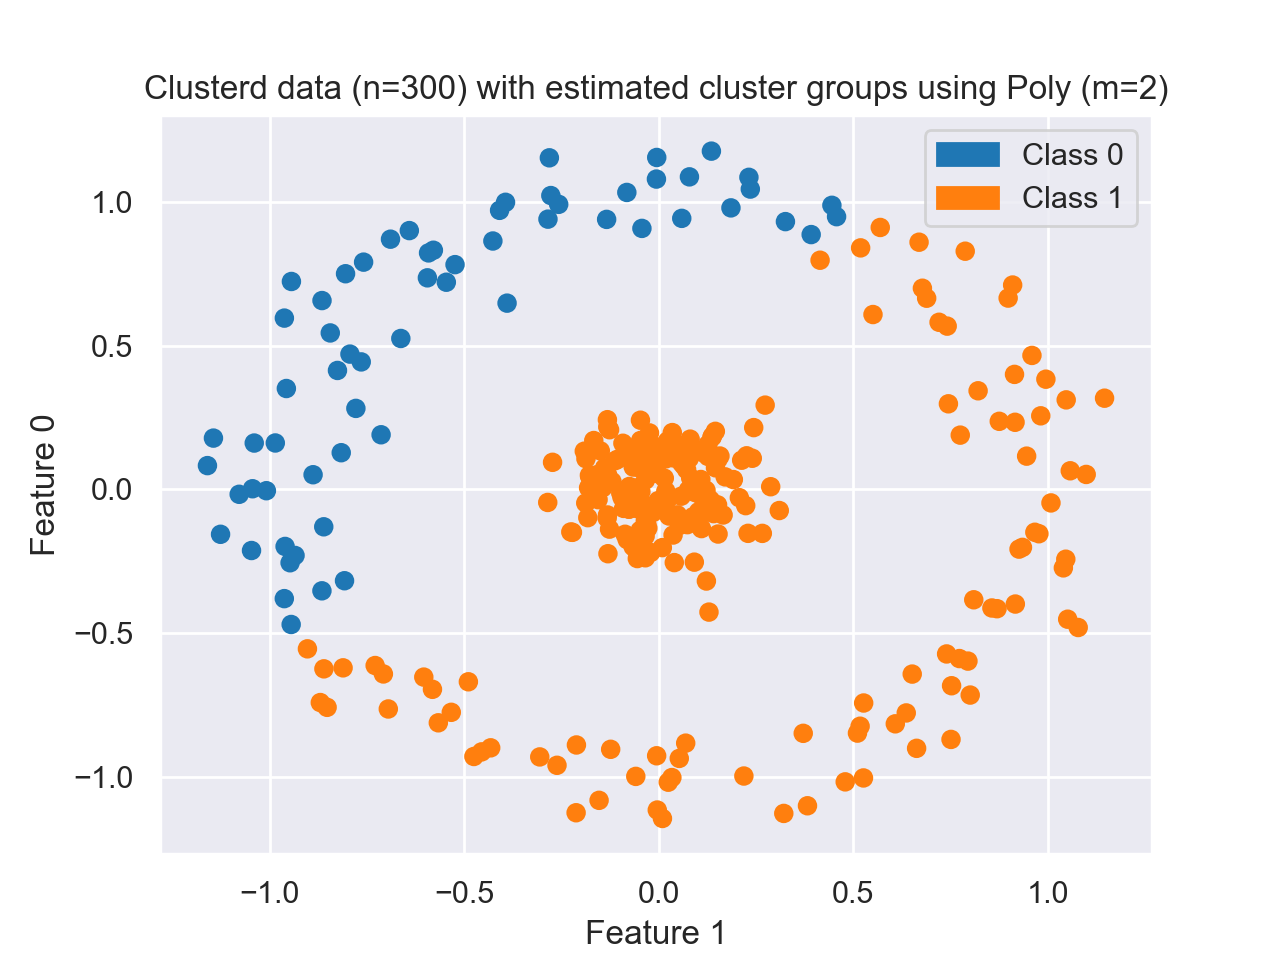 Clusterd data (n=300) with estimated cluster groups using Poly (m=2)
Class 0
Class 1
1.0
0.5
0.0
−0.5
−1.0
Feature 0
−1.0 −0.5 0.0 0.5 1.0
Feature 1